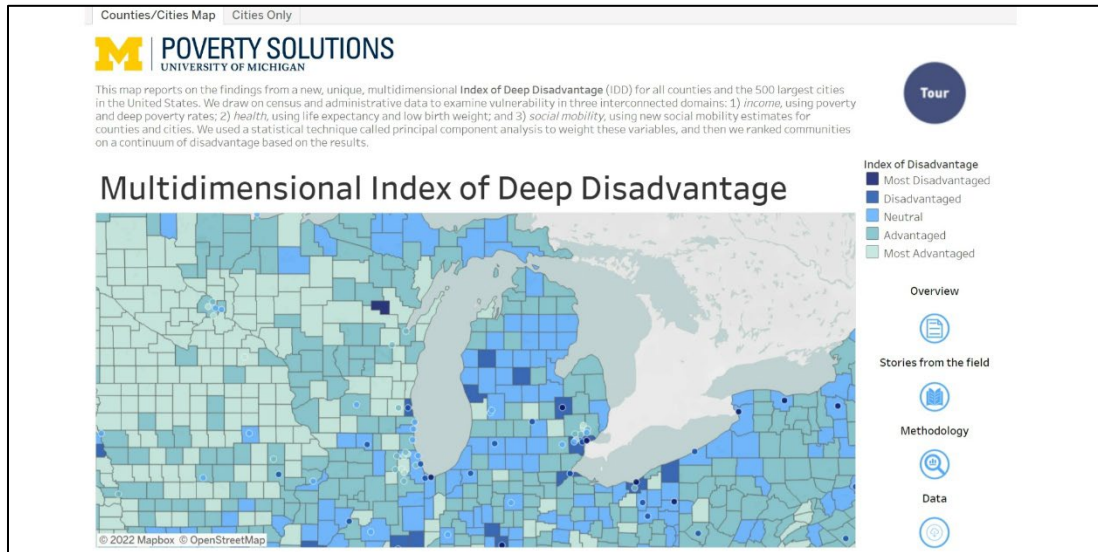 Counties/Cities Map Cities Only
M POVERTY SOLUTIONS
UNIVERSITY OF MICHIGAN
This map reports on the findings from a new, unique, multidimensional Index of Deep Disadvantage (IDD) for all counties and the 500 largest cities
in the United States. We draw on census and administrative data to examine vulnerability in three interconnected domains: 1) income, using poverty
and deep poverty rates; 2) health, using life expectancy and low birth weight; and 3) social mobility, using new social mobility estimates for
counties and cities. We used a statistical technique called principal component analysis to weight these variables, and then we ranked communities
on a continuum of disadvantage based on the results.
Tour
Multidimensional Index of Deep Disadvantage
Index of Disadvantage
Most Disadvantaged
Disadvantaged
Neutral
Advantaged
Most Advantaged
Overview
Stories from the field
Methodology
Data
© 2022 Mapbox © OpenStreetMap